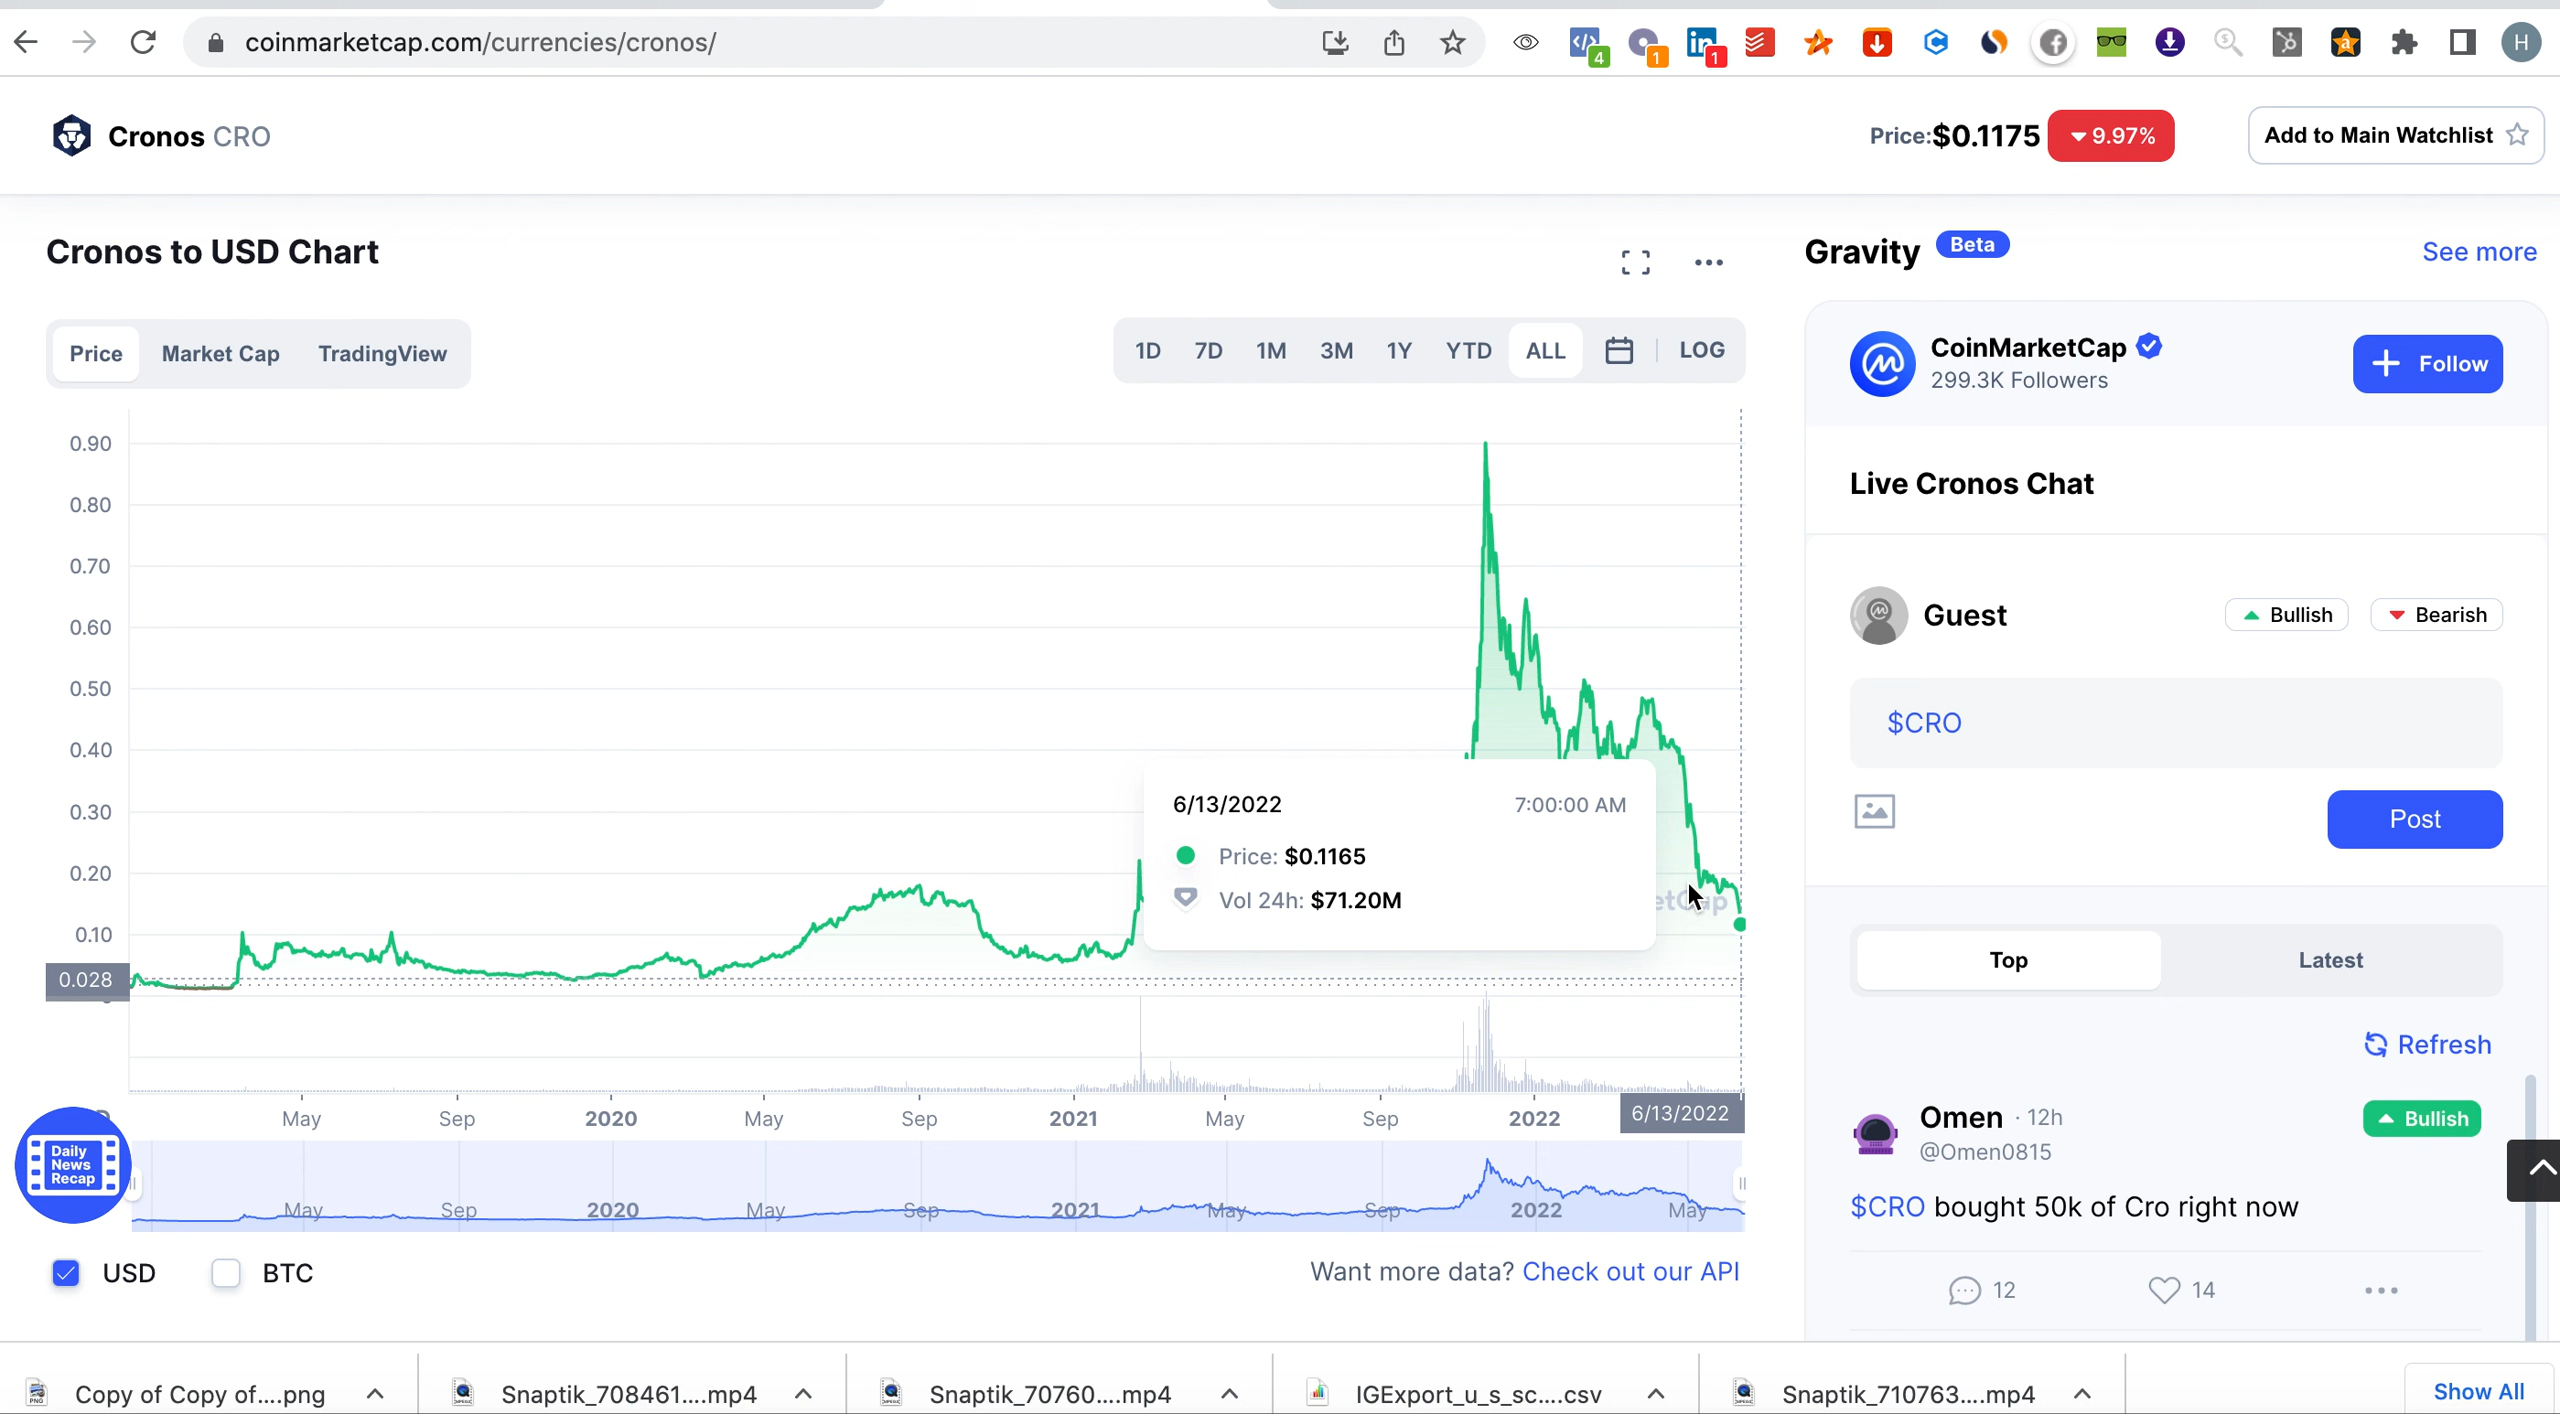 coinmarketcap.com/currencies/cronos/
4
1
in
1
H
Cronos CRO
Price:$0.1175
9.97%
Add to Main Watchlist
Cronos to USD Chart
Price
Market Cap
TradingView
1D
7D
1M
3M
1Y
YTD
ALL
LOG
0.90
0.80
0.70
0.60
0.50
0.40
0.30
0.20
0.10
0.028
6/13/2022 7:00:00 AM
Price: $0.1165
Vol 24h: $71.20M
May
Sep
2020
May
Sep
2021
May
Sep
2022
6/13/2022
Daily
News
Recap
May
Sep
2020
May
Sep
2021
May
Sep
2022
May
USD
BTC
Want more data? Check out our API
Gravity
Beta
See more
CoinMarketCap
299.3K Followers
Follow
Live Cronos Chat
Guest
Bullish
Bearish
$CRO
Post
Top
Latest
Refresh
Omen · 12h
@Omen0815
Bullish
$CRO bought 50k of Cro right now
12
14
Copy of Copy of....png
Snaptik_708461....mp4
Snaptik_70760....mp4
IGExport_u_s_sc....csv
Snaptik_710763....mp4
Show All